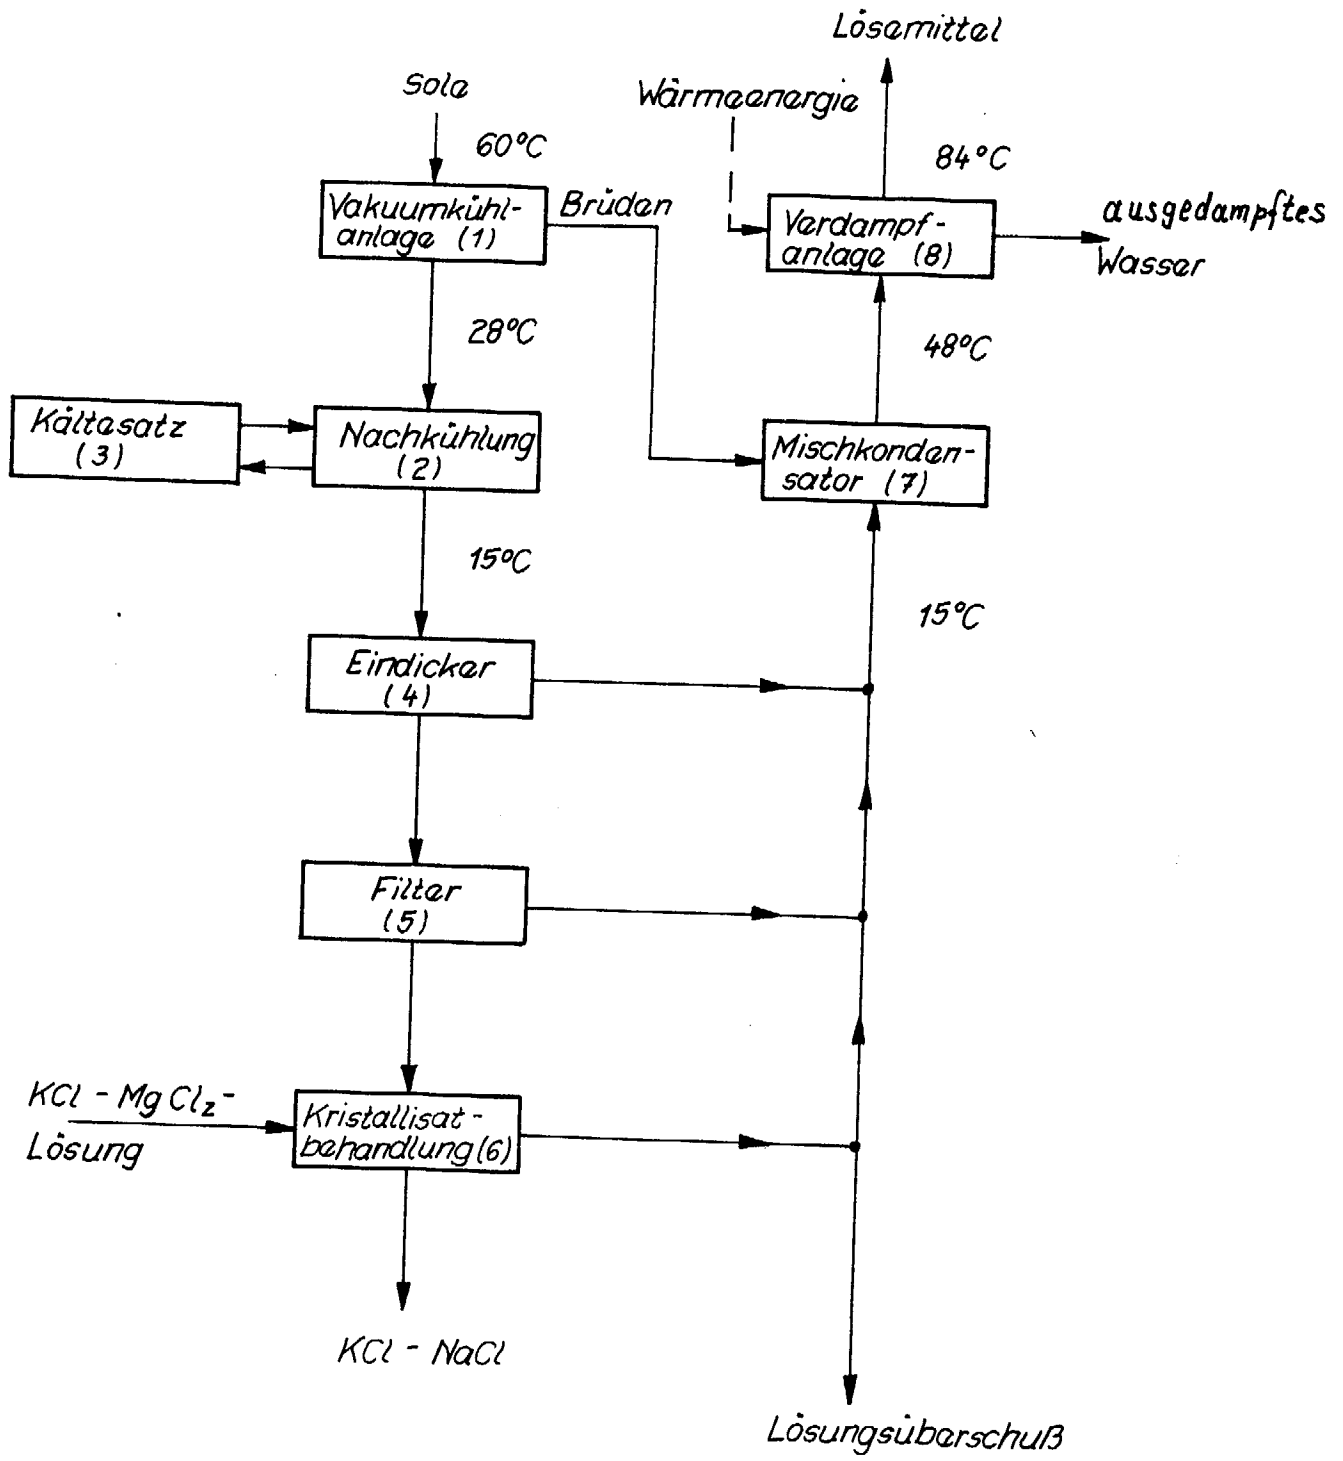 Lösemittel
Sole
Wärmeenergie
60°C
84°C
Vakuumkühl-
anlage (1)
Brüden
Verdampf-
anlage (8)
ausgedampftes
Wasser
28°C
48°C
Kältesatz
(3)
Nachkühlung
(2)
Mischkonden-
sator (7)
15°C
15°C
Eindicker
(4)
Filter
(5)
KCl - MgCl₂ -
Lösung
Kristallisat-
behandlung (6)
KCl - NaCl
Lösungsüberschuß